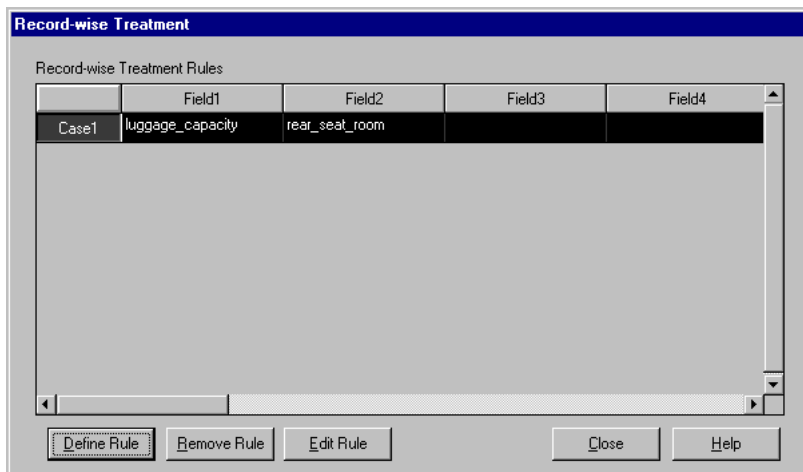 Record-wise Treatment
Record-wise Treatment Rules
Field1 Field2 Field3 Field4
Case1 luggage_capacity rear_seat_room
Define Rule Remove Rule Edit Rule Close Help